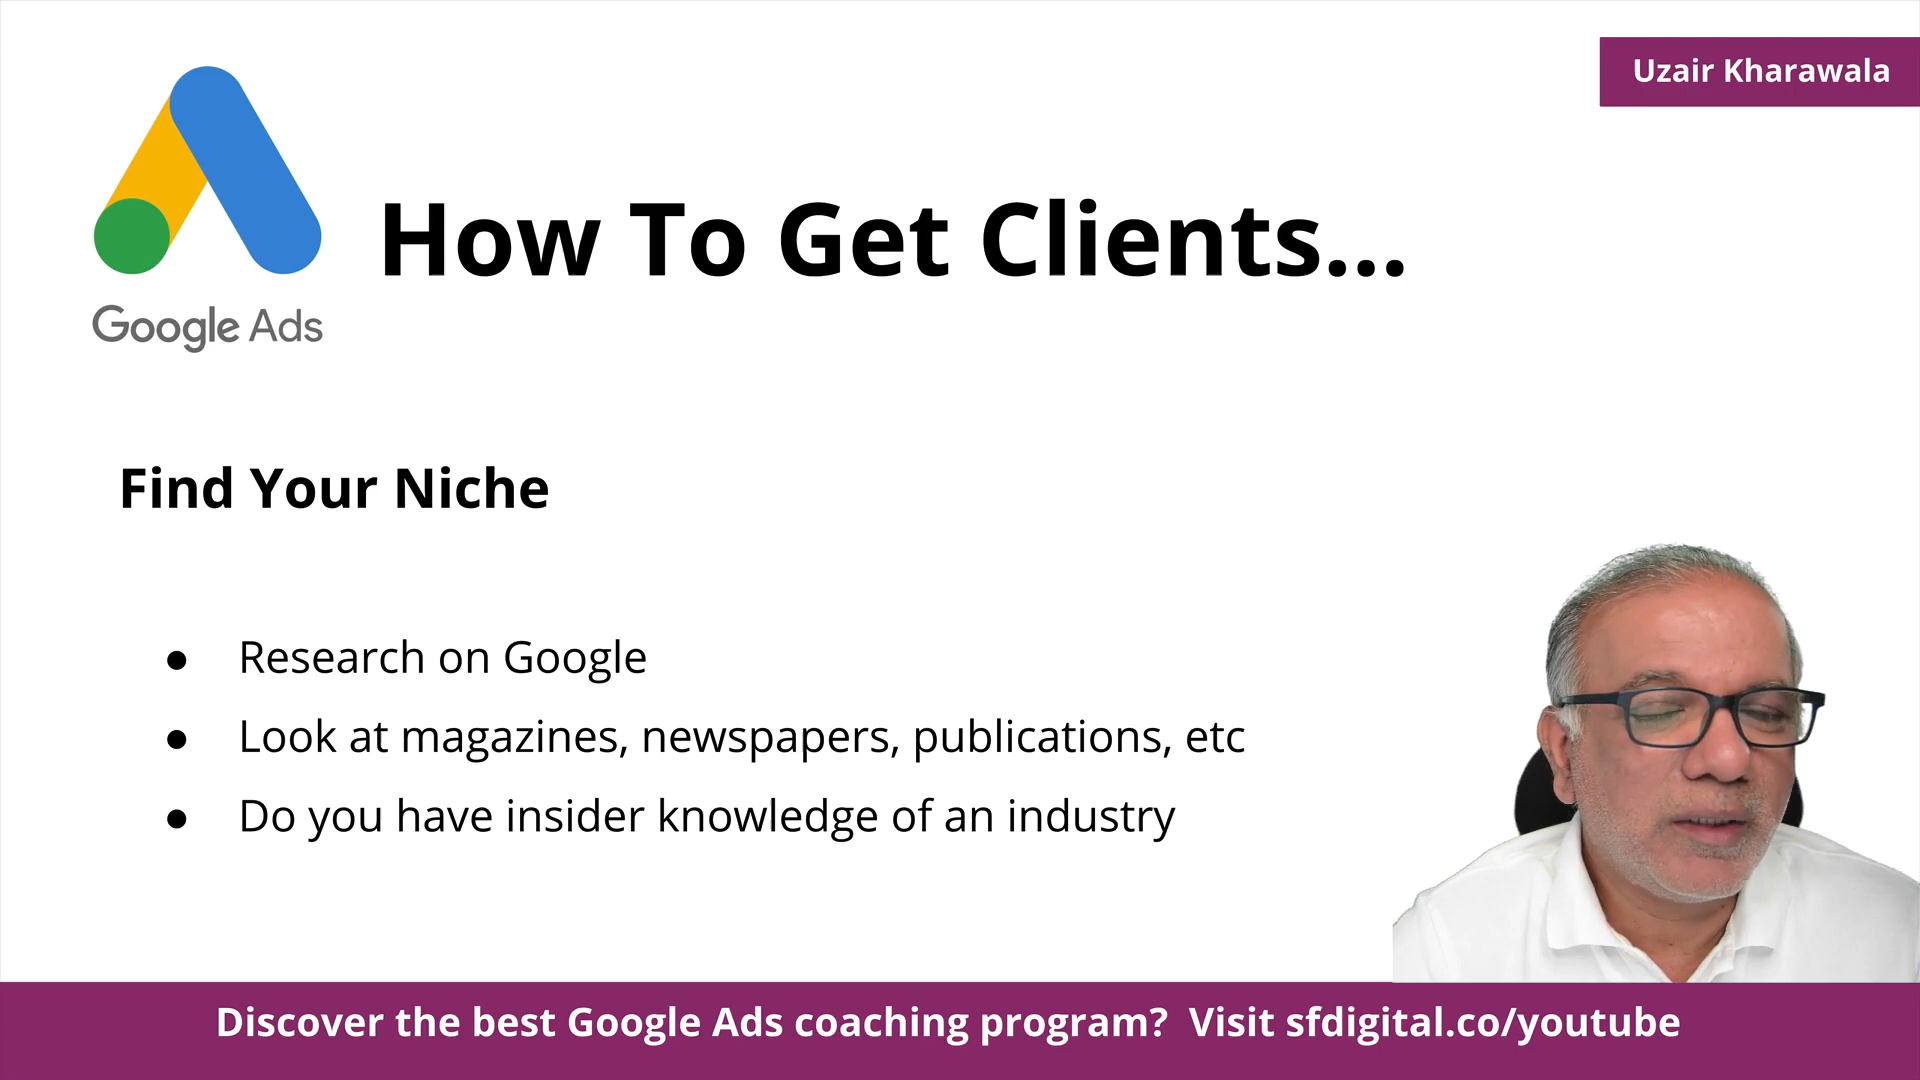 Uzair Kharawala
How To Get Clients...
Google Ads
Find Your Niche
● Research on Google
● Look at magazines, newspapers, publications, etc
● Do you have insider knowledge of an industry
Discover the best Google Ads coaching program? Visit sfdigital.co/youtube